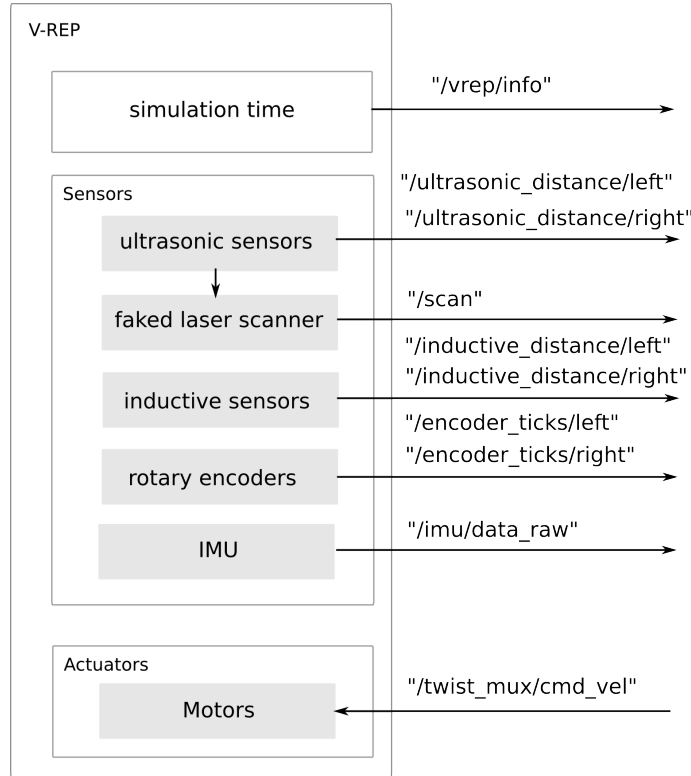 V-REP
simulation time
"/vrep/info"
Sensors
"/ultrasonic_distance/left"
"/ultrasonic_distance/right"
ultrasonic sensors
"/scan"
faked laser scanner
"/inductive_distance/left"
"/inductive_distance/right"
inductive sensors
"/encoder_ticks/left"
"/encoder_ticks/right"
rotary encoders
"/imu/data_raw"
IMU
Actuators
"/twist_mux/cmd_vel"
Motors